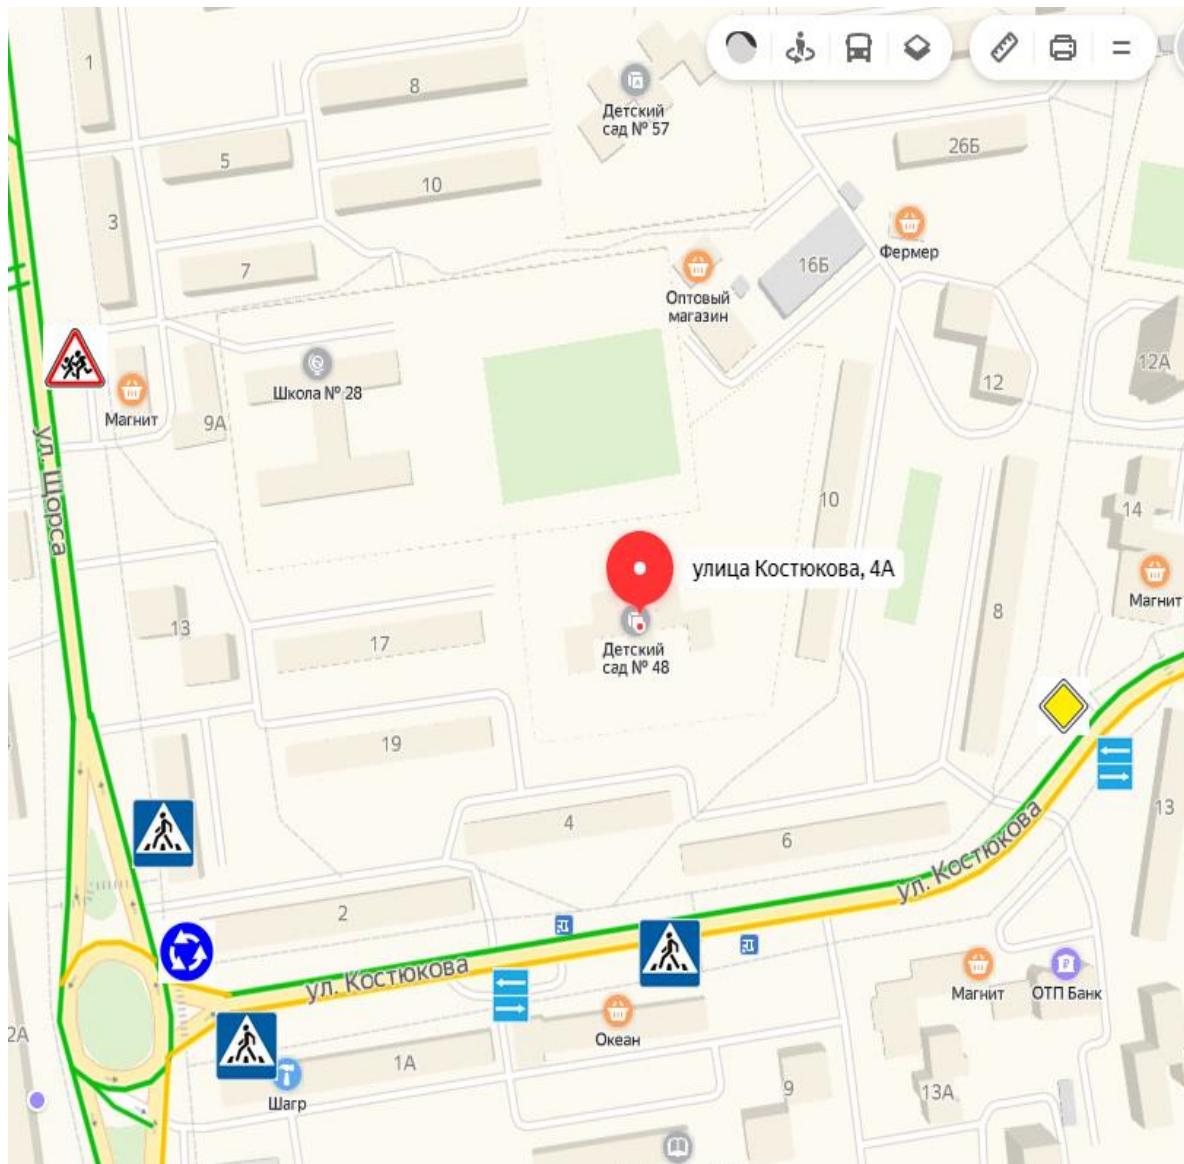 1
8
Детский
сад № 57
5
10
26Б
3
Фермер
7
16Б
Оптовый
магазин
12А
12
Школа № 28
Магнит
9А
ул. Щорса
10
14
улица Костюкова, 4А
Магнит
8
13
17
Детский
сад № 48
19
4
6
13
ул. Костюкова
2
ул. Костюкова
Магнит
ОТП Банк
2А
Океан
1А
9
13А
Шагр